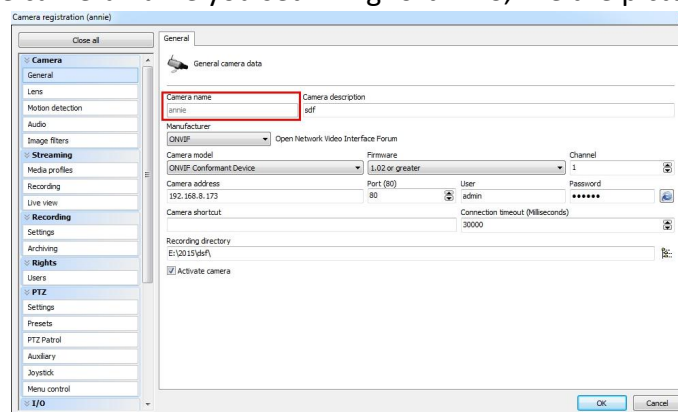 Camera registration (annie)
Close all
Camera
General
Lens
Motion detection
Audio
Image filters
Streaming
Media profiles
Recording
Live view
Recording
Settings
Archiving
Rights
Users
PTZ
Settings
Presets
PTZ Patrol
Auxiliary
Joystick
Menu control
I/O
General
General camera data
Camera name Camera description
annie sdf
Manufacturer
ONVIF Open Network Video Interface Forum
Camera model Firmware Channel
ONVIF Conformant Device 1.02 or greater 1
Camera address Port (80) User Password
192.168.8.173 80 admin ••••••
Camera shortcut Connection timeout (Milliseconds)
30000
Recording directory
E:\2015\dsf\
Activate camera
OK Cancel